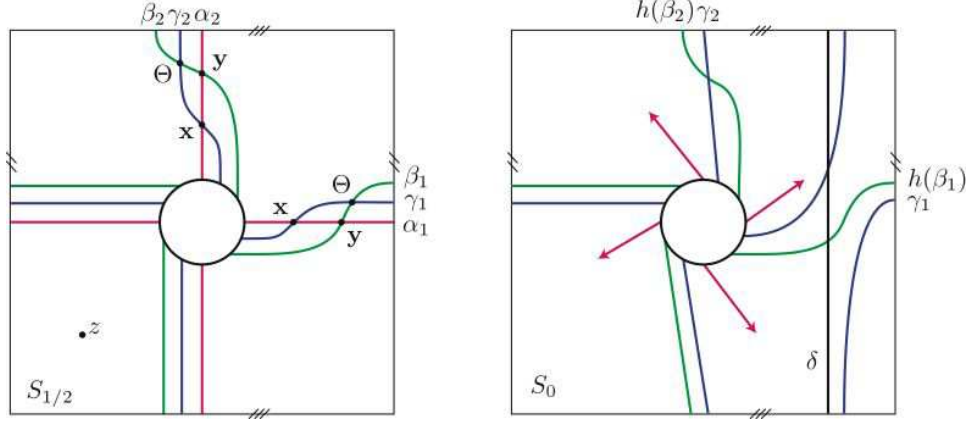 β₂γ₂α₂
h(β₂)γ₂
Θ
y
x
Θ
x
y
β₁
γ₁
α₁
h(β₁)
γ₁
z
δ
S₁/₂
S₀